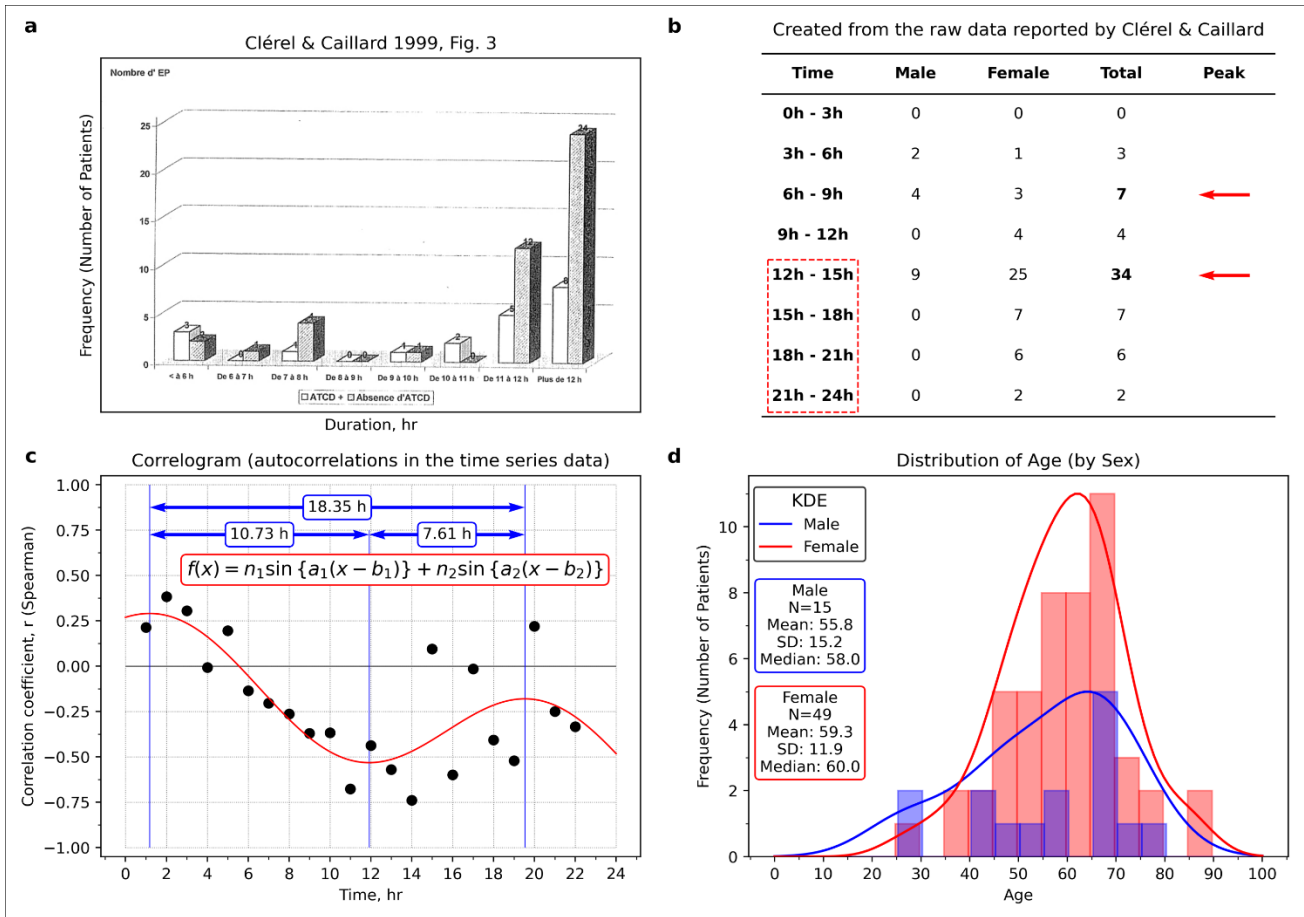 a
Clérel & Caillard 1999, Fig. 3
Nombre d' EP
Frequency (Number of Patients)
25
20
15
10
5
0
3
2
0
1
1
4
0
0
1
1
2
0
5
12
8
24
< à 6 h
De 6 à 7 h
De 7 à 8 h
De 8 à 9 h
De 9 à 10 h
De 10 à 11 h
De 11 à 12 h
Plus de 12 h
ATCD + Absence d'ATCD
Duration, hr
b
Created from the raw data reported by Clérel & Caillard
Time Male Female Total Peak
0h - 3h 0 0 0
3h - 6h 2 1 3
6h - 9h 4 3 7
9h - 12h 0 4 4
12h - 15h 9 25 34
15h - 18h 0 7 7
18h - 21h 0 6 6
21h - 24h 0 2 2
c
Correlogram (autocorrelations in the time series data)
Correlation coefficient, r (Spearman)
1.00
0.75
0.50
0.25
0.00
−0.25
−0.50
−0.75
−1.00
18.35 h
10.73 h 7.61 h
f(x) = n₁sin {a₁(x − b₁)} + n₂sin {a₂(x − b₂)}
0 2 4 6 8 10 12 14 16 18 20 22 24
Time, hr
d
Distribution of Age (by Sex)
Frequency (Number of Patients)
10
8
6
4
2
0
KDE
Male
Female
Male
N=15
Mean: 55.8
SD: 15.2
Median: 58.0
Female
N=49
Mean: 59.3
SD: 11.9
Median: 60.0
0 10 20 30 40 50 60 70 80 90 100
Age